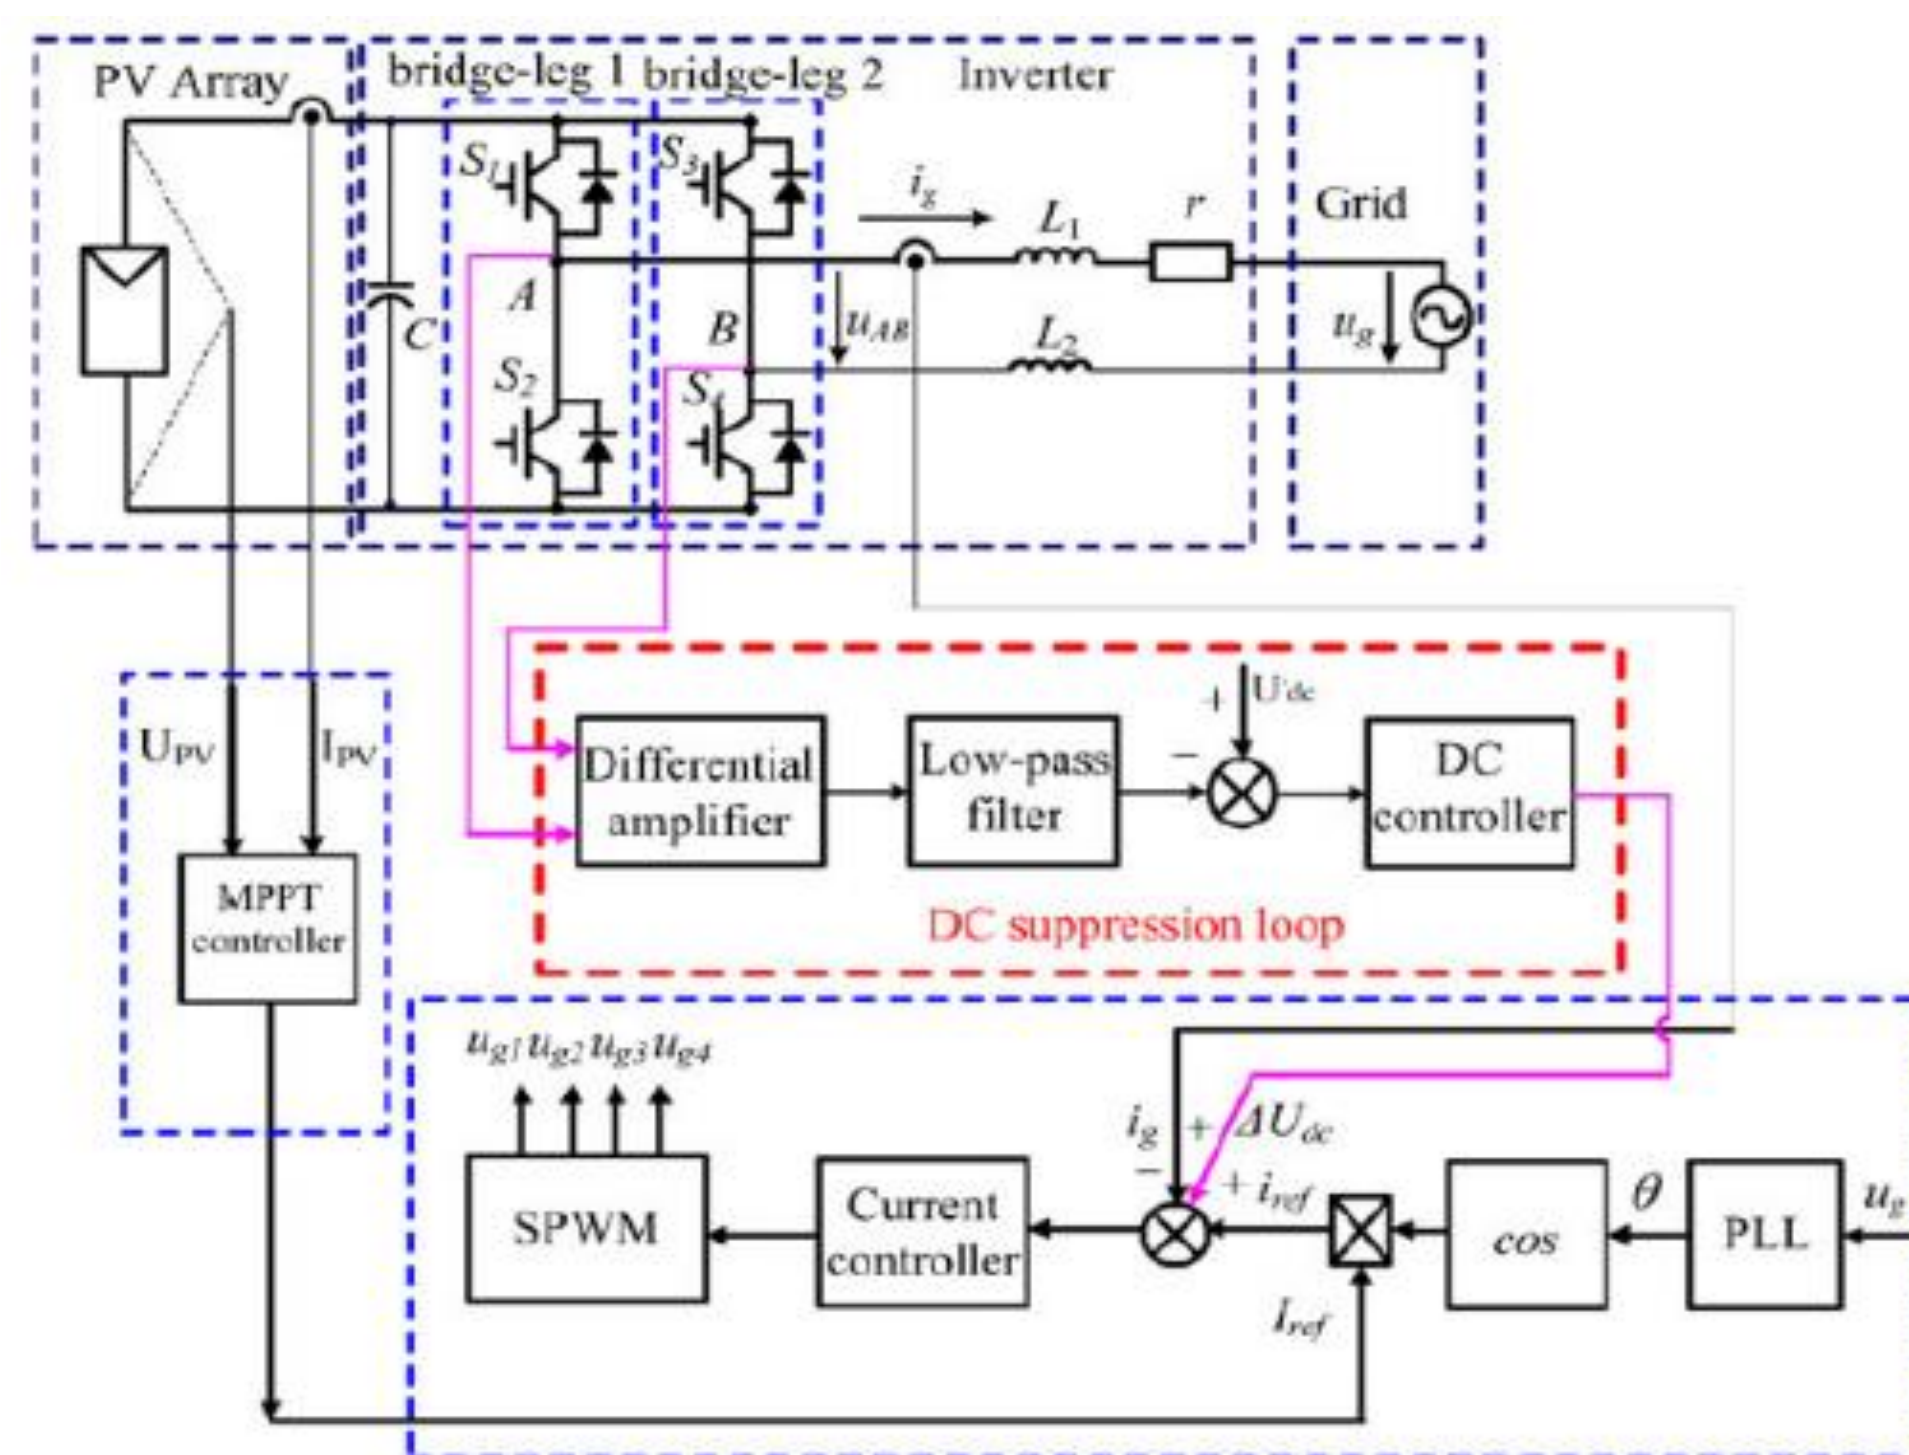 PV Array
bridge-leg 1
bridge-leg 2
Inverter
S1
S3
ig
L1
r
Grid
A
B
C
uAB
L2
ug
S2
S4
UPV
IPV
Differential
amplifier
Low-pass
filter
+
−
DC
controller
MPPT
controller
DC suppression loop
ug1 ug2 ug3 ug4
ig
−
+
ΔUdc
+ iref
SPWM
Current
controller
cos
θ
PLL
ug
Iref